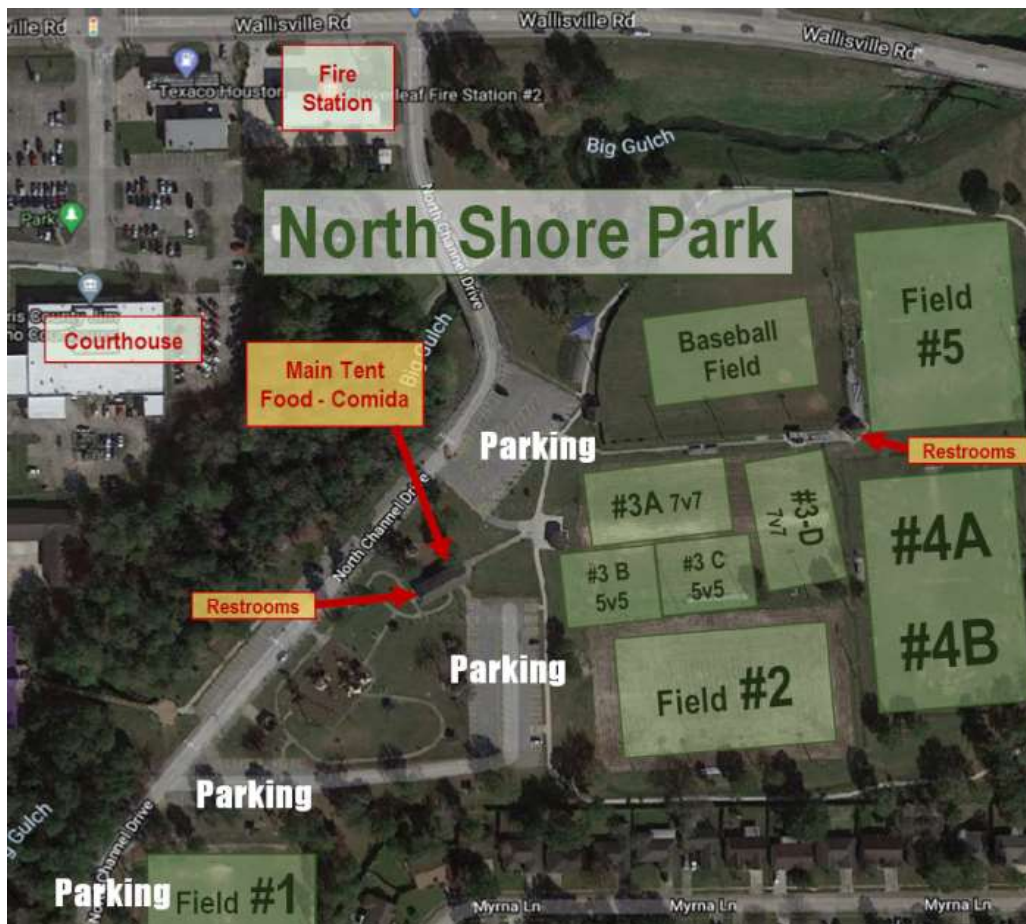 ville Rd
Wallisville Rd
Wallisville Rd
Wallisville Rd
Fire
Station
Texaco Houston
Cloverleaf Fire Station #2
Big Gulch
Park
North Channel Drive
North Shore Park
Courthouse
Main Tent
Food - Comida
Big Gulch
Baseball
Field
Field
#5
Parking
Restrooms
#3A 7v7
#3-D
7v7
#4A
#4B
North Channel Drive
#3 B
5v5
#3 C
5v5
Restrooms
Parking
Field #2
Parking
g Gulch
North Channel Drive
Parking
Field #1
Myrna Ln
Myrna Ln
Myrna Ln